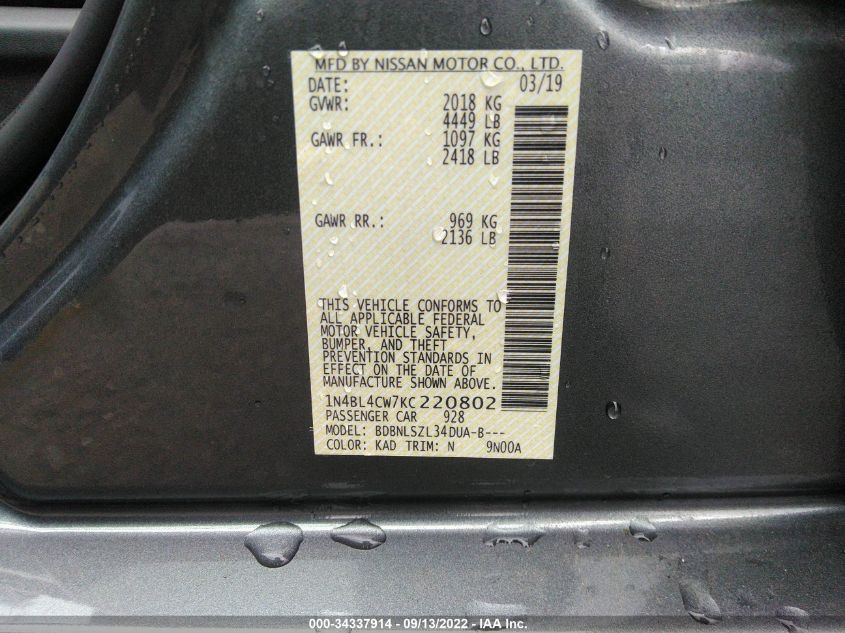 MFD BY NISSAN MOTOR CO., LTD.
DATE: 03/19
GVWR: 2018 KG
4449 LB
GAWR FR.: 1097 KG
2418 LB
GAWR RR.: 969 KG
2136 LB
THIS VEHICLE CONFORMS TO
ALL APPLICABLE FEDERAL
MOTOR VEHICLE SAFETY,
BUMPER, AND THEFT
PREVENTION STANDARDS IN
EFFECT ON THE DATE OF
MANUFACTURE SHOWN ABOVE.
1N4BL4CW7KC220802
PASSENGER CAR 928
MODEL: BDBNLSZL34DUA-B---
COLOR: KAD TRIM: N 9N00A
000-34337914 - 09/13/2022 - IAA Inc.